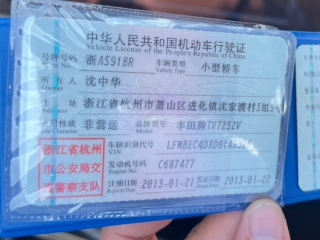 中华人民共和国机动车行驶证
Vehicle License of the People's Republic of China
号牌号码 浙A591BR 车辆类型 小型轿车
Vehicle Type
所有人 沈中华
Owner
住址 浙江省杭州市萧山区进化镇沈家渡村5组
使用性质 非营运 品牌型号 丰田牌TV7252V
Use Character
浙江省杭州
市公安局交
通警察支队
车辆识别代号
VIN
发动机号码 C687477
Engine No.
注册日期 2013-01-21 发证日期 2013-01-22
Register Date Issue Date